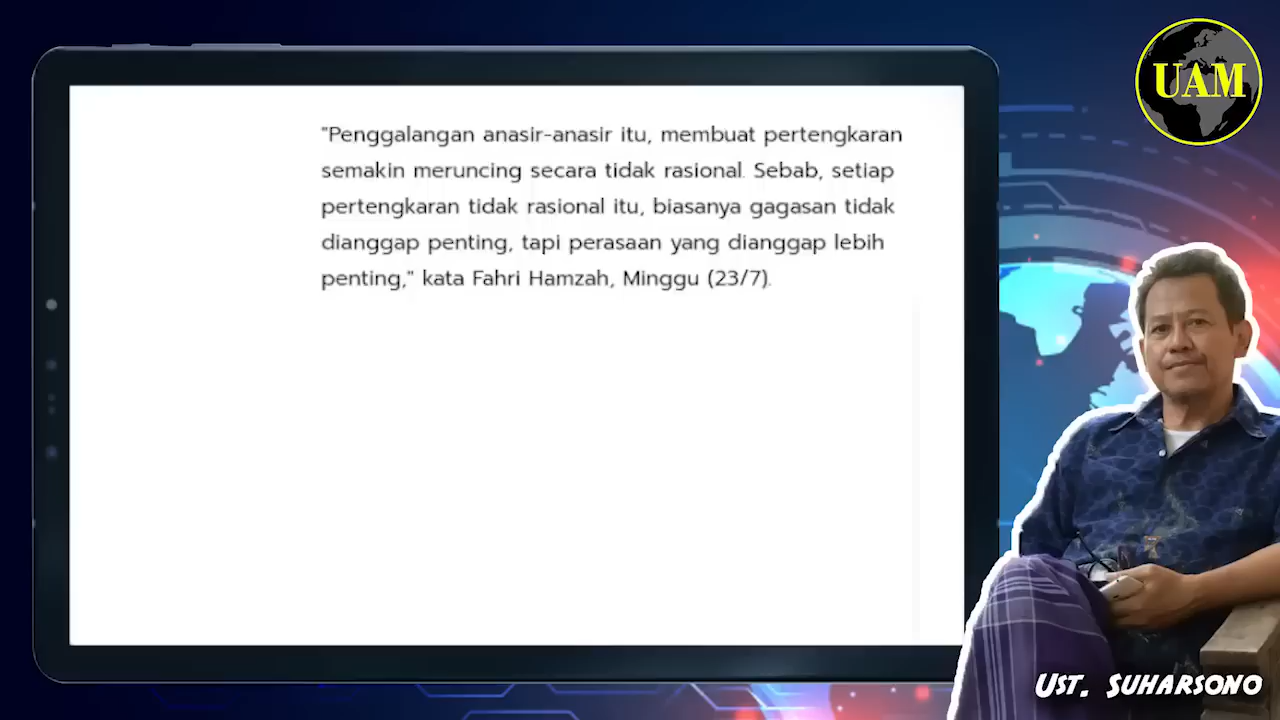 UAM
"Penggalangan anasir-anasir itu, membuat pertengkaran
semakin meruncing secara tidak rasional. Sebab, setiap
pertengkaran tidak rasional itu, biasanya gagasan tidak
dianggap penting, tapi perasaan yang dianggap lebih
penting," kata Fahri Hamzah, Minggu (23/7).
UST. SUHARSONO